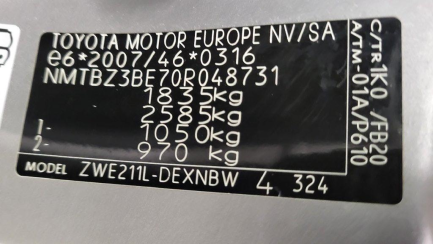 TOYOTA MOTOR EUROPE NV/SA
e6*2007/46*0316
NMTBZ3BE70R048731
1835kg
2585kg
1- 1050kg
2- 970 kg
MODEL ZWE211L-DEXNBW 4 324
C/TR 1K0 /FB20
A/TM -01A/P610